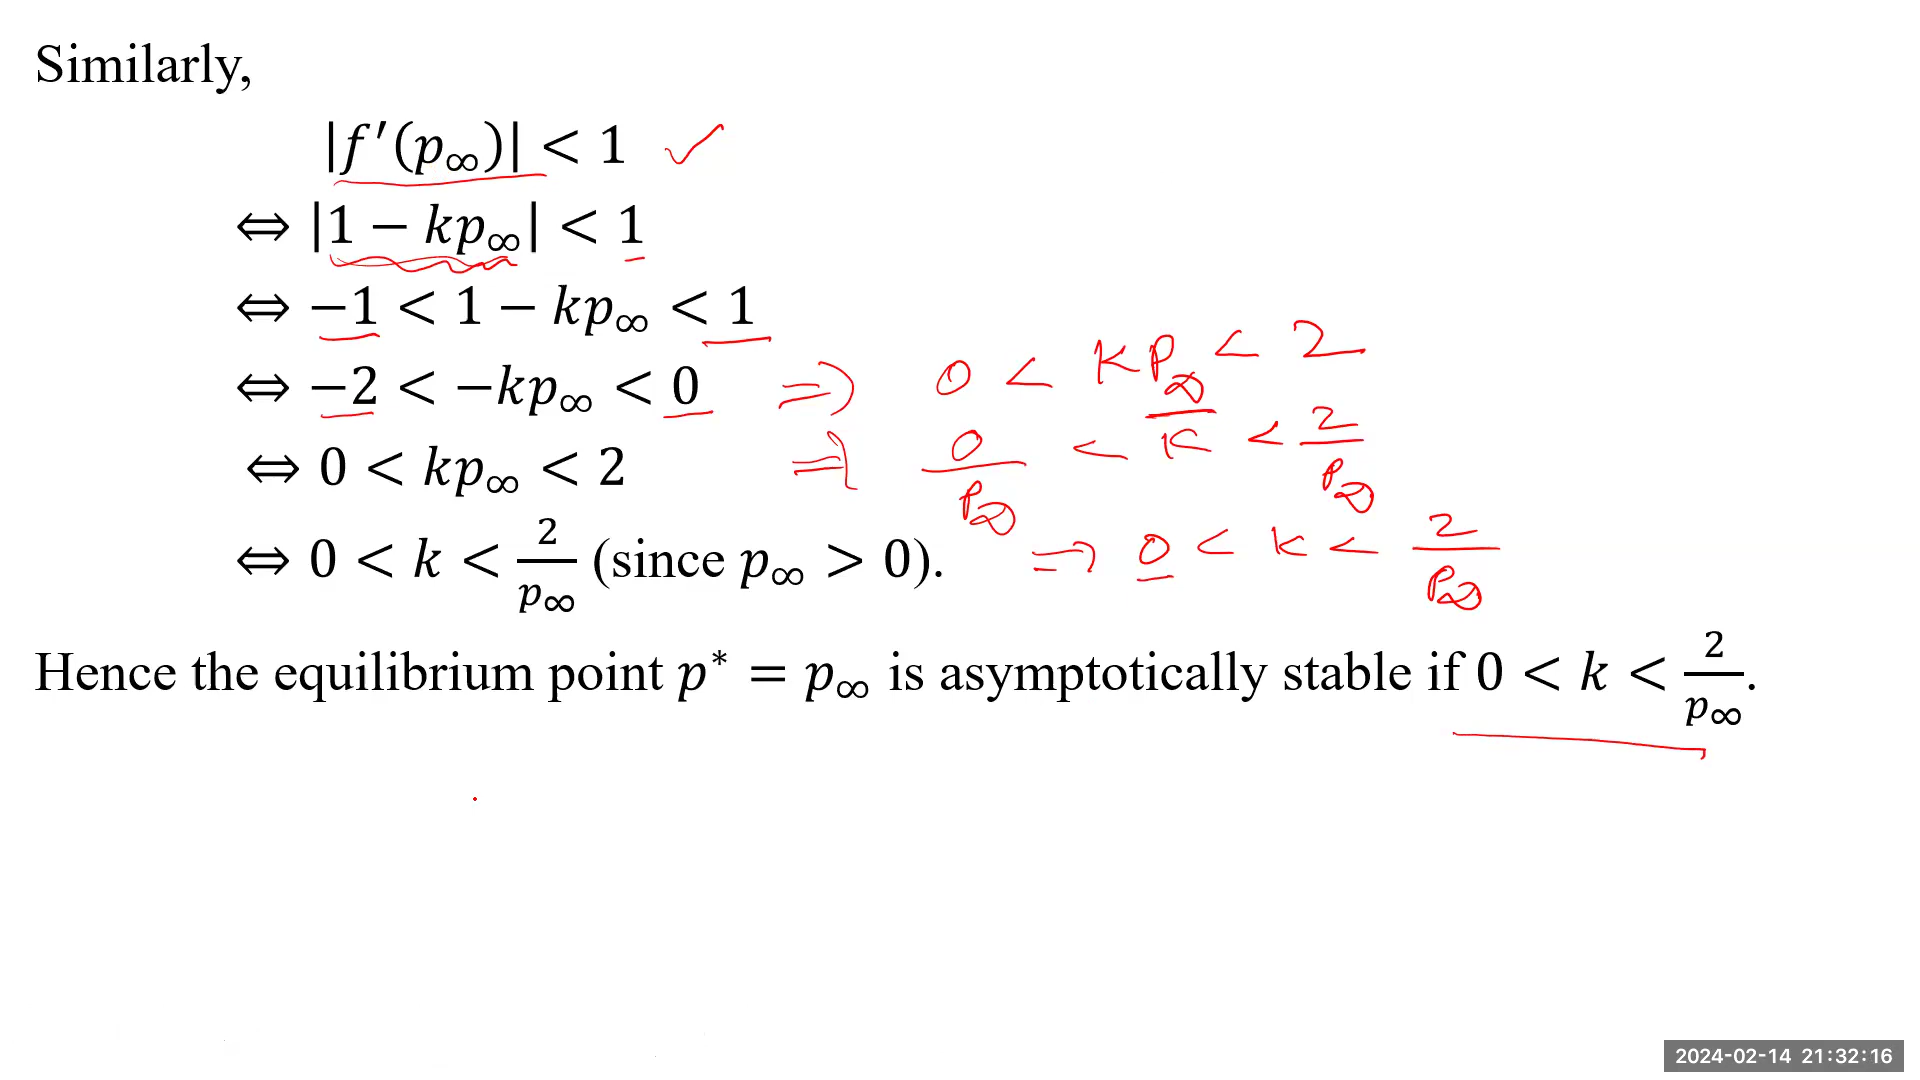 Similarly,
|f′(p∞)| < 1 ✓
⇔ |1 − kp∞| < 1
⇔ −1 < 1 − kp∞ < 1
⇔ −2 < −kp∞ < 0 ⇒ 0 < kp∞ < 2
⇔ 0 < kp∞ < 2 ⇒ 0/p∞ < k < 2/p∞
⇔ 0 < k < 2/p∞ (since p∞ > 0). ⇒ 0 < k < 2/p∞
Hence the equilibrium point p* = p∞ is asymptotically stable if 0 < k < 2/p∞.
2024-02-14 21:32:16